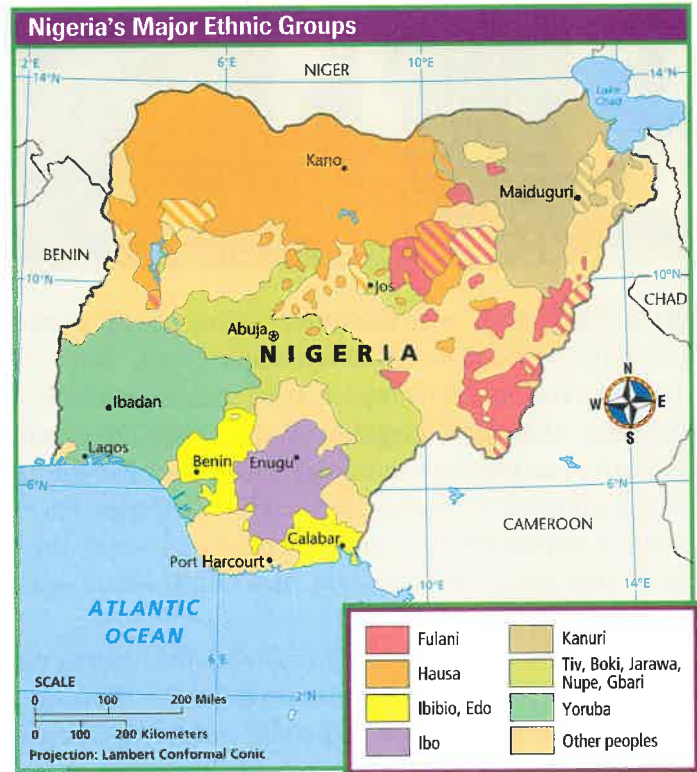 Nigeria's Major Ethnic Groups
2°E
6°E
10°E
14°N
14°N
NIGER
Lake
Chad
Kano
Maiduguri
BENIN
10°N
10°N
Jos
CHAD
Abuja
NIGERIA
N
W
E
S
Ibadan
Lagos
Benin
Enugu
6°N
6°N
CAMEROON
Calabar
Port Harcourt
10°E
14°E
ATLANTIC
OCEAN
6°E
2°N
0°
SCALE
0 100 200 Miles
0 100 200 Kilometers
Projection: Lambert Conformal Conic
Fulani
Hausa
Ibibio, Edo
Ibo
Kanuri
Tiv, Boki, Jarawa,
Nupe, Gbari
Yoruba
Other peoples